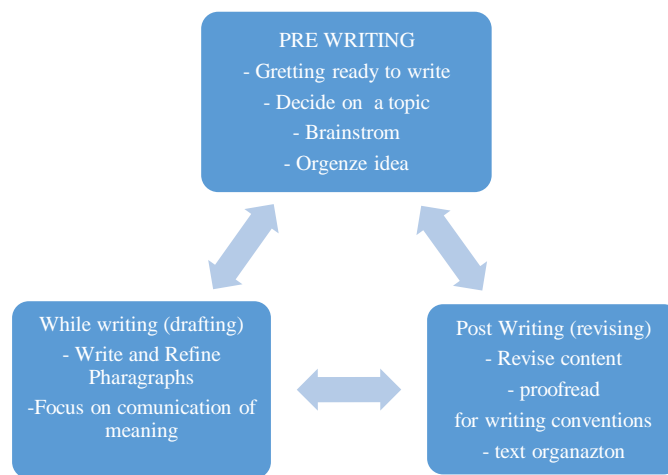 PRE WRITING
- Gretting ready to write
- Decide on a topic
- Brainstrom
- Orgenze idea
While writing (drafting)
- Write and Refine
Pharagraphs
-Focus on comunication of
meaning
Post Writing (revising)
- Revise content
- proofread
for writing conventions
- text organazton